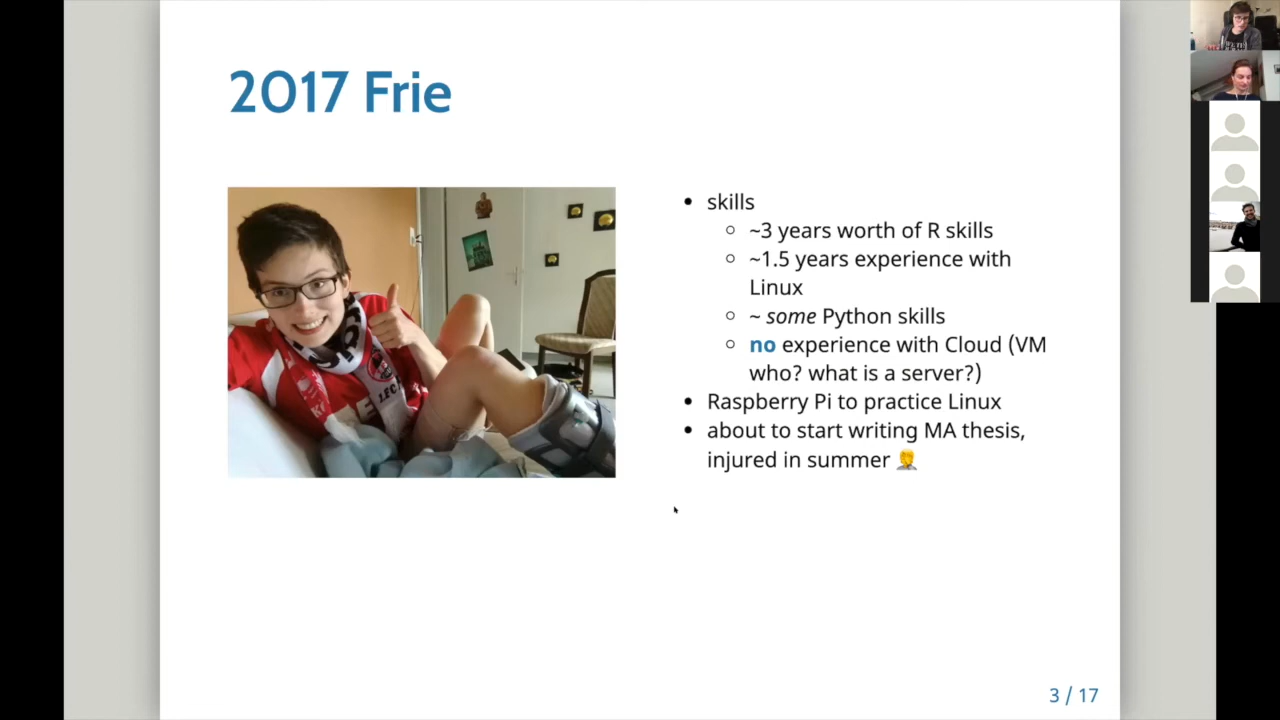 2017 Frie
• skills
○ ~3 years worth of R skills
○ ~1.5 years experience with
Linux
○ ~ some Python skills
○ no experience with Cloud (VM
who? what is a server?)
• Raspberry Pi to practice Linux
• about to start writing MA thesis,
injured in summer 🤦
3 / 17